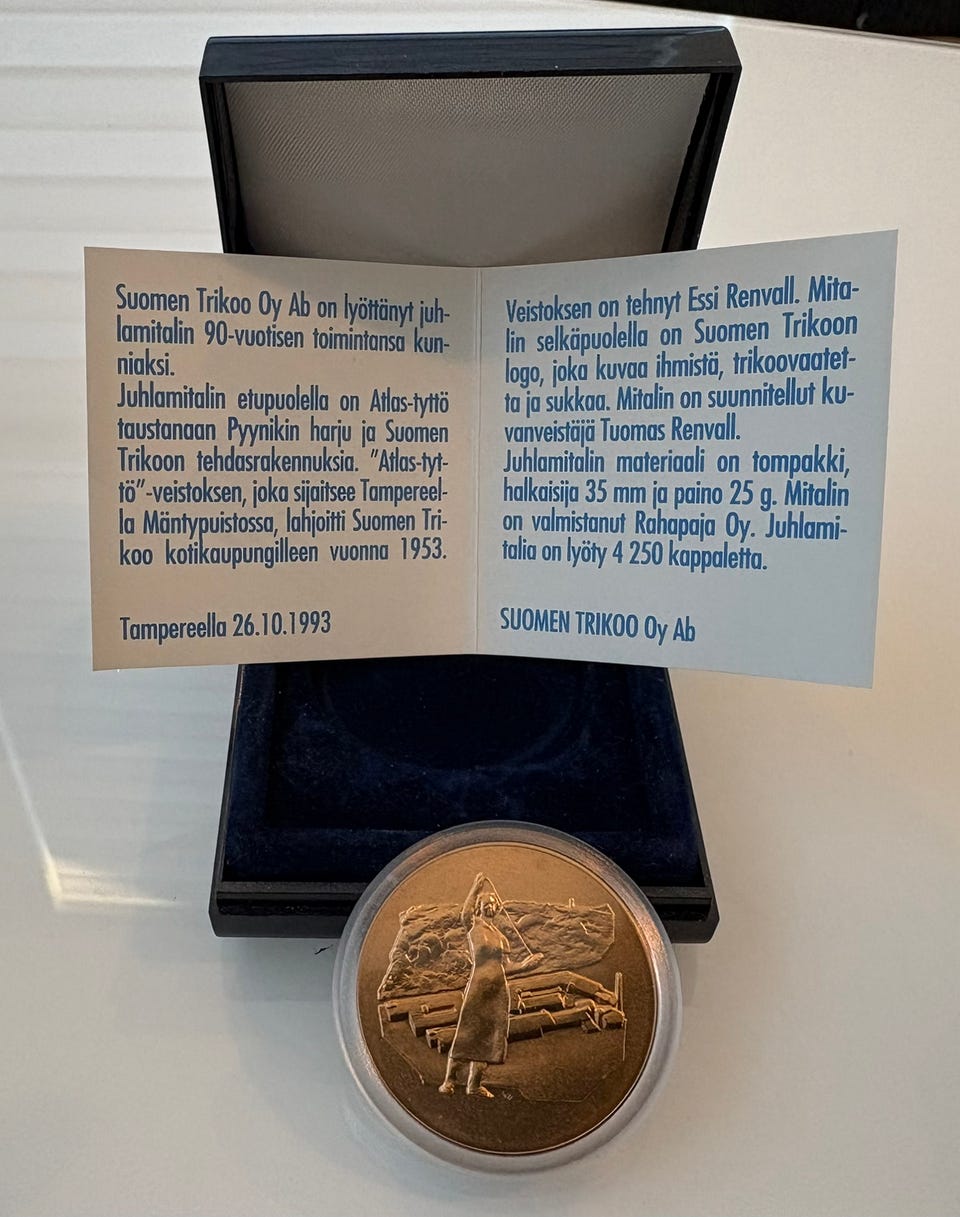 Suomen Trikoo Oy Ab on lyöttänyt juh-
lamitalin 90-vuotisen toimintansa kun-
niaksi.
Juhlamitalin etupuolella on Atlas-tyttö
taustanaan Pyynikin harju ja Suomen
Trikoon tehdasrakennuksia. "Atlas-tyt-
tö"-veistoksen, joka sijaitsee Tampereel-
la Mäntypuistossa, lahjoitti Suomen Tri-
koo kotikaupungilleen vuonna 1953.
Tampereella 26.10.1993
Veistoksen on tehnyt Essi Renvall. Mita-
lin selkäpuolella on Suomen Trikoon
logo, joka kuvaa ihmistä, trikoovaatet-
ta ja sukkaa. Mitalin on suunnitellut ku-
vanveistäjä Tuomas Renvall.
Juhlamitalin materiaali on tompakki,
halkaisija 35 mm ja paino 25 g. Mitalin
on valmistanut Rahapaja Oy. Juhlami-
talia on lyöty 4 250 kappaletta.
SUOMEN TRIKOO Oy Ab